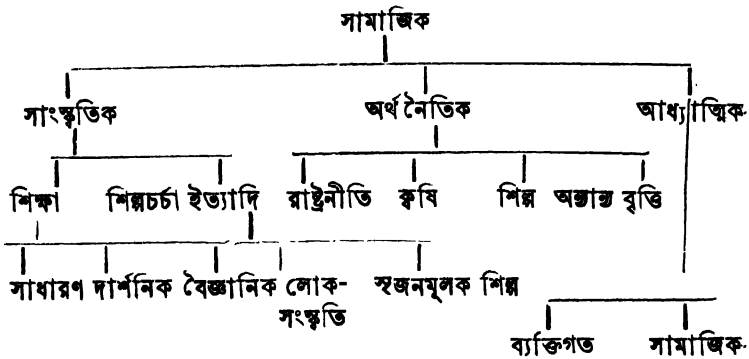 সামাজিক
সাংস্কৃতিক অর্থনৈতিক আধ্যাত্মিক
শিক্ষা শিল্পচর্চা ইত্যাদি রাষ্ট্রনীতি কৃষি শিল্প অন্যান্য বৃত্তি
সাধারণ দার্শনিক বৈজ্ঞানিক লোক- সৃজনমূলক শিল্প
সংস্কৃতি
ব্যক্তিগত সামাজিক